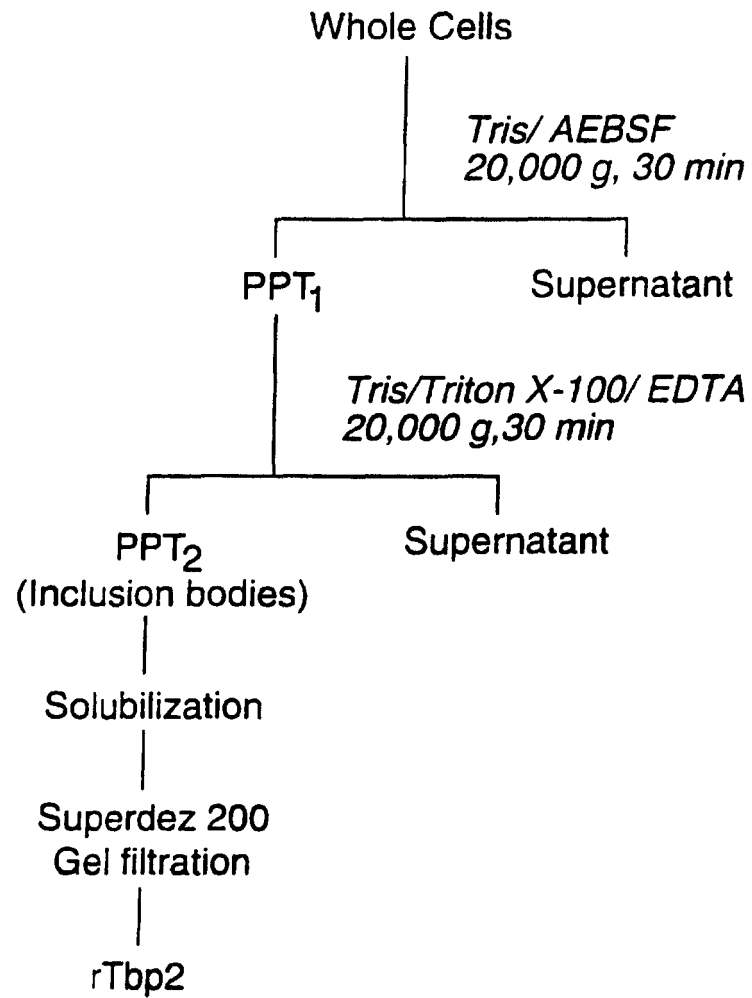 Whole Cells
Tris/ AEBSF
20,000 g, 30 min
PPT1
Supernatant
Tris/Triton X-100/ EDTA
20,000 g,30 min
PPT2
(Inclusion bodies)
Supernatant
Solubilization
Superdez 200
Gel filtration
rTbp2